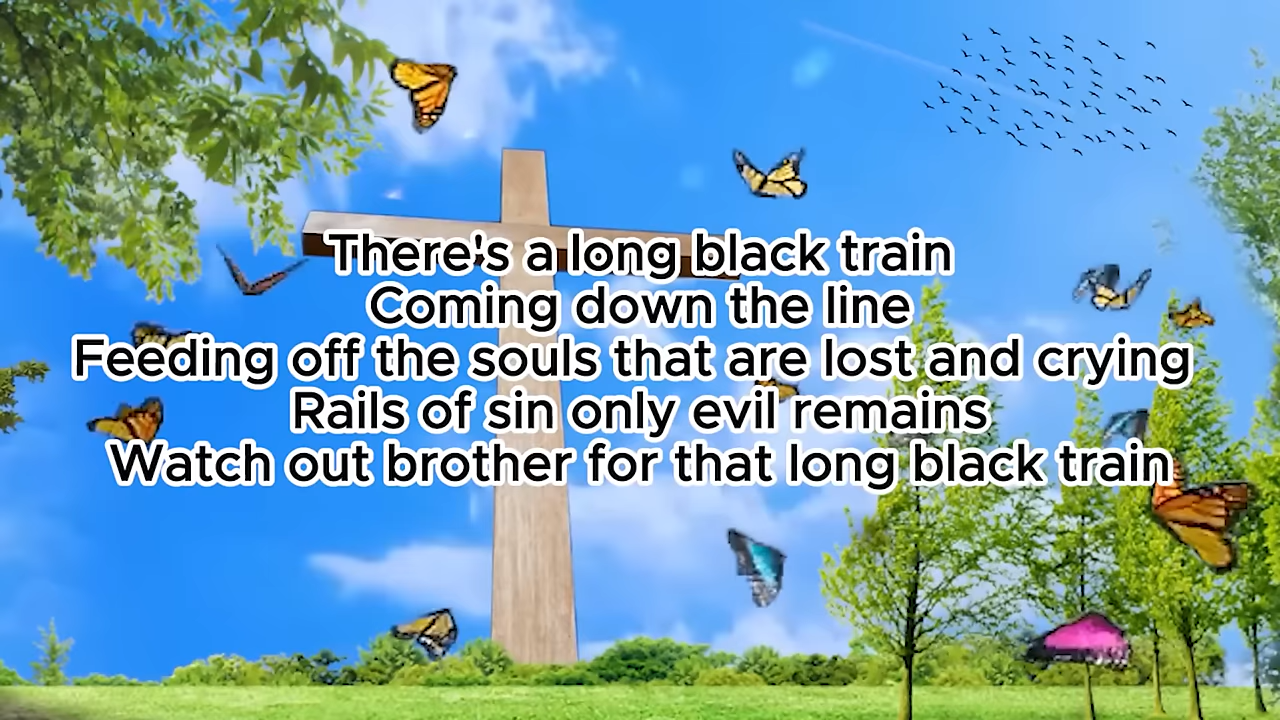 There's a long black train
Coming down the line
Feeding off the souls that are lost and crying
Rails of sin only evil remains
Watch out brother for that long black train